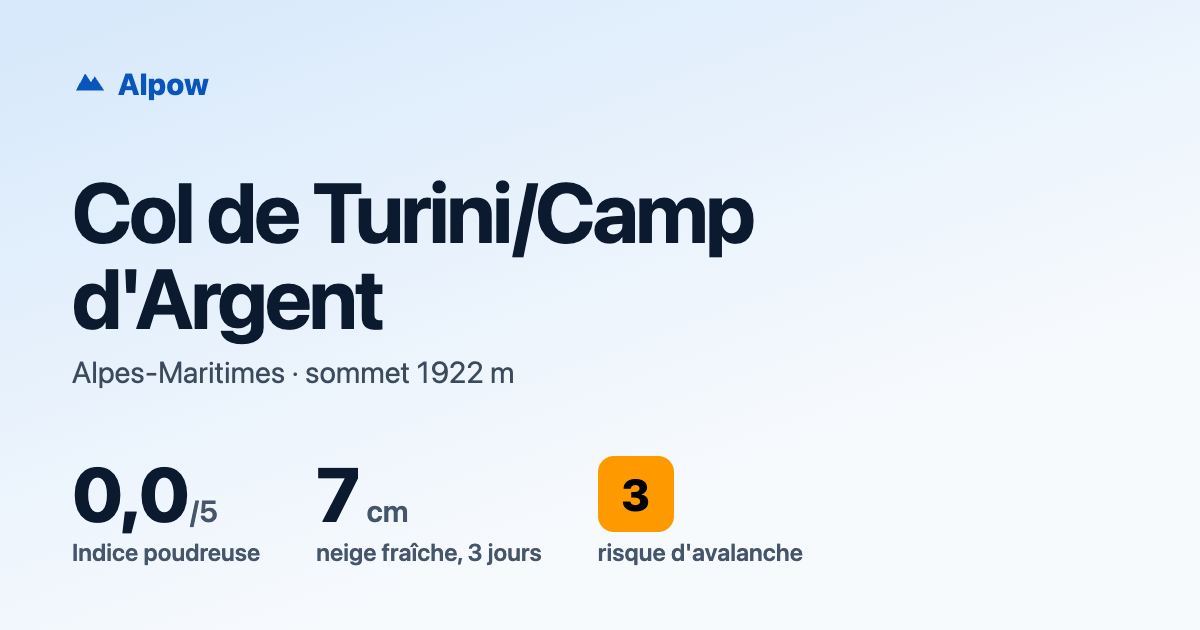 Alpow
Col de Turini/Camp
d'Argent
Alpes-Maritimes · sommet 1922 m
0,0/5
Indice poudreuse
7 cm
neige fraîche, 3 jours
3
risque d'avalanche